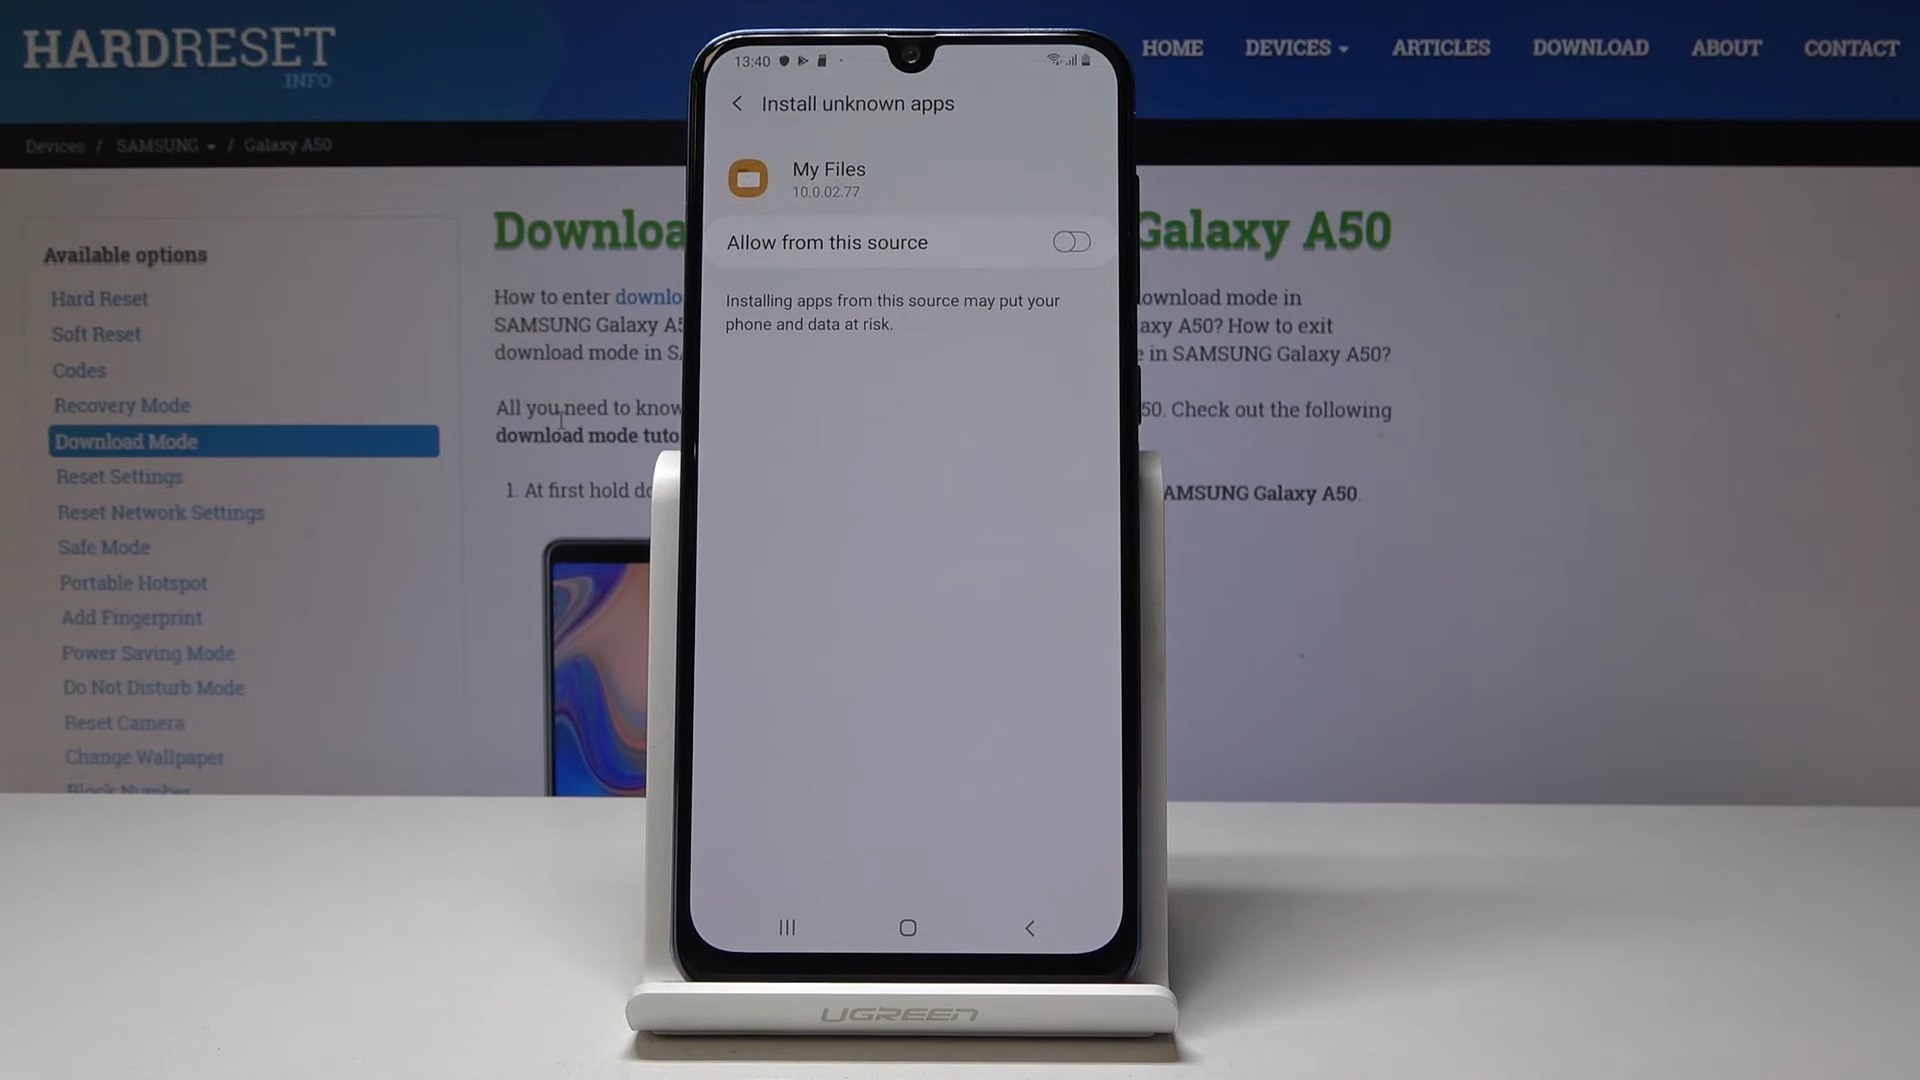 HARDRESET
.INFO
HOME DEVICES ARTICLES DOWNLOAD ABOUT CONTACT
Devices / SAMSUNG / Galaxy A50
Available options
Hard Reset
Soft Reset
Codes
Recovery Mode
Download Mode
Reset Settings
Reset Network Settings
Safe Mode
Portable Hotspot
Add Fingerprint
Power Saving Mode
Do Not Disturb Mode
Reset Camera
Change Wallpaper
Block Number
Downloa
Galaxy A50
How to enter downlo
ownload mode in
SAMSUNG Galaxy A5
axy A50? How to exit
download mode in S
e in SAMSUNG Galaxy A50?
All you need to know
50. Check out the following
download mode tuto
1. At first hold do
AMSUNG Galaxy A50.
13:40
Install unknown apps
My Files
10.0.02.77
Allow from this source
Installing apps from this source may put your
phone and data at risk.
UGREEN